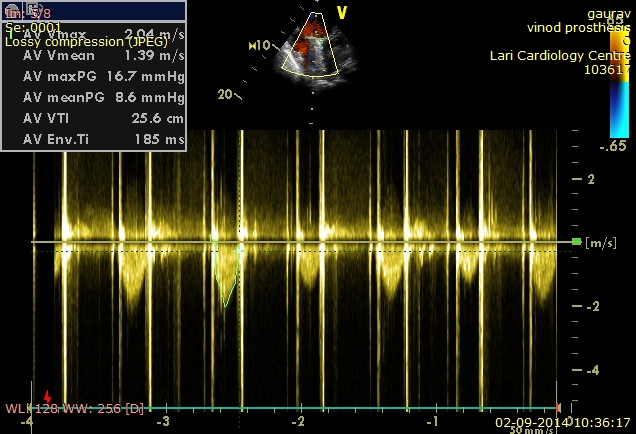 Im: 5/8
Se: 0001
Lossy compression (JPEG)
1 AV Vmax 2.04 m/s
AV Vmean 1.39 m/s
AV maxPG 16.7 mmHg
AV meanPG 8.6 mmHg
AV VTI 25.6 cm
AV Env.Ti 185 ms
10
20
V
gaurav
vinod prosthesis
Lari Cardiology Centre
103617
-.65
2
[m/s]
-2
-4
WL: 128 WW: 256 [D]
-4 -3 -2 -1 0
02-09-2014 10:36:17
50 mm/s